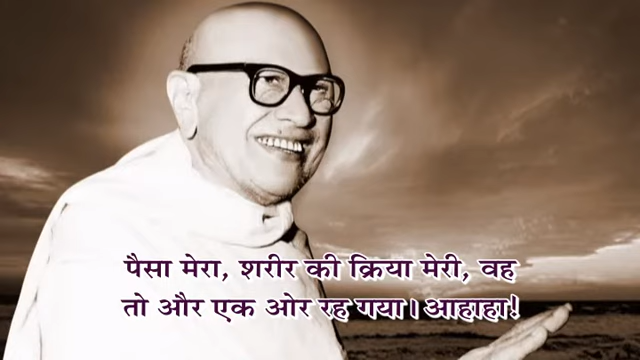 पैसा मेरा, शरीर की क्रिया मेरी, वह
तो और एक ओर रह गया। आहाहा!